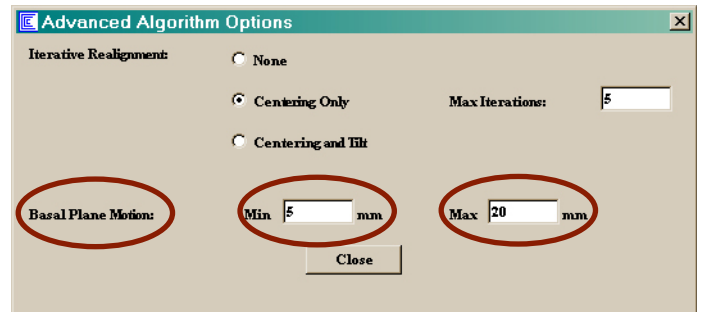 Advanced Algorithm Options
Iterative Realignment:
None
Centering Only
Max Iterations:
5
Centering and Tilt
Basal Plane Motion:
Min 5 mm
Max 20 mm
Close